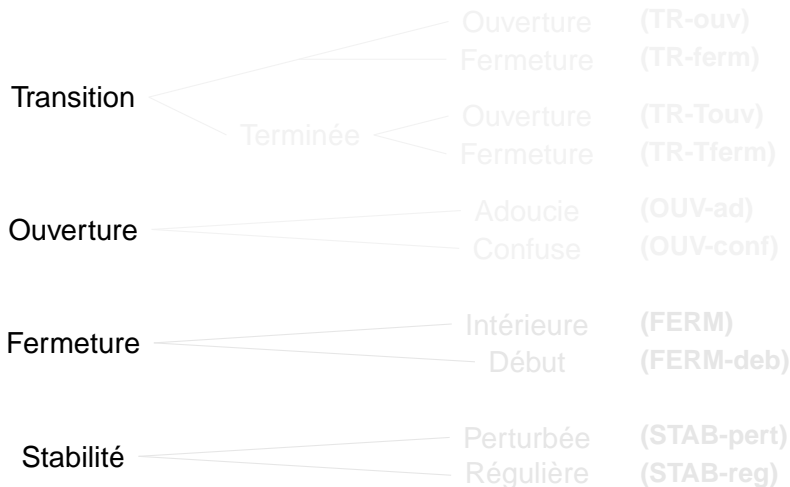 Ouverture (TR-ouv)
Fermeture (TR-ferm)
Transition
Ouverture (TR-Touv)
Terminée
Fermeture (TR-Tferm)
Adoucie (OUV-ad)
Ouverture
Confuse (OUV-conf)
Intérieure (FERM)
Fermeture
Début (FERM-deb)
Perturbée (STAB-pert)
Stabilité
Régulière (STAB-reg)